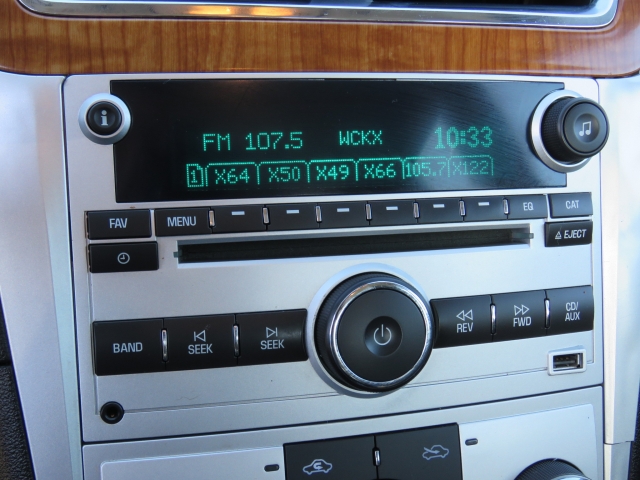 i
FM 107.5 WCKX 10:33
1 X64 X50 X49 X66 105.7 X122
FAV MENU EQ CAT
EJECT
BAND SEEK SEEK REV FWD CD/AUX